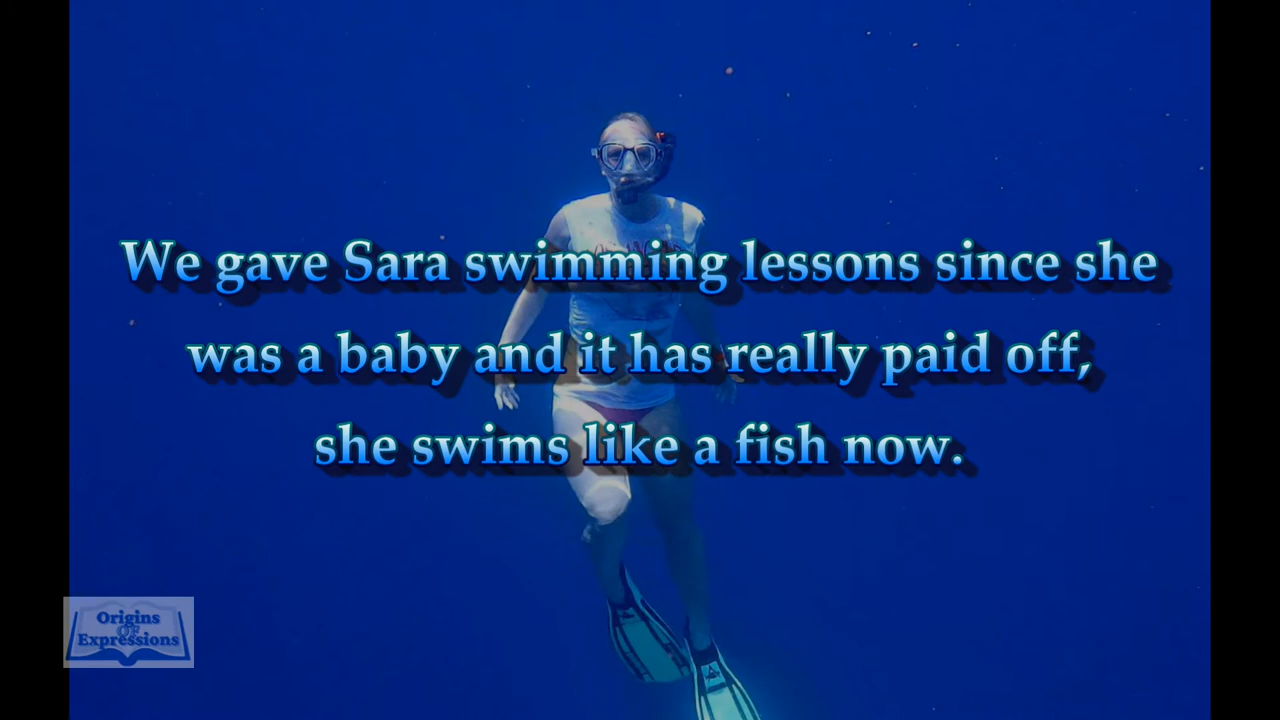 We gave Sara swimming lessons since she
was a baby and it has really paid off,
she swims like a fish now.
Origins
OF
Expressions